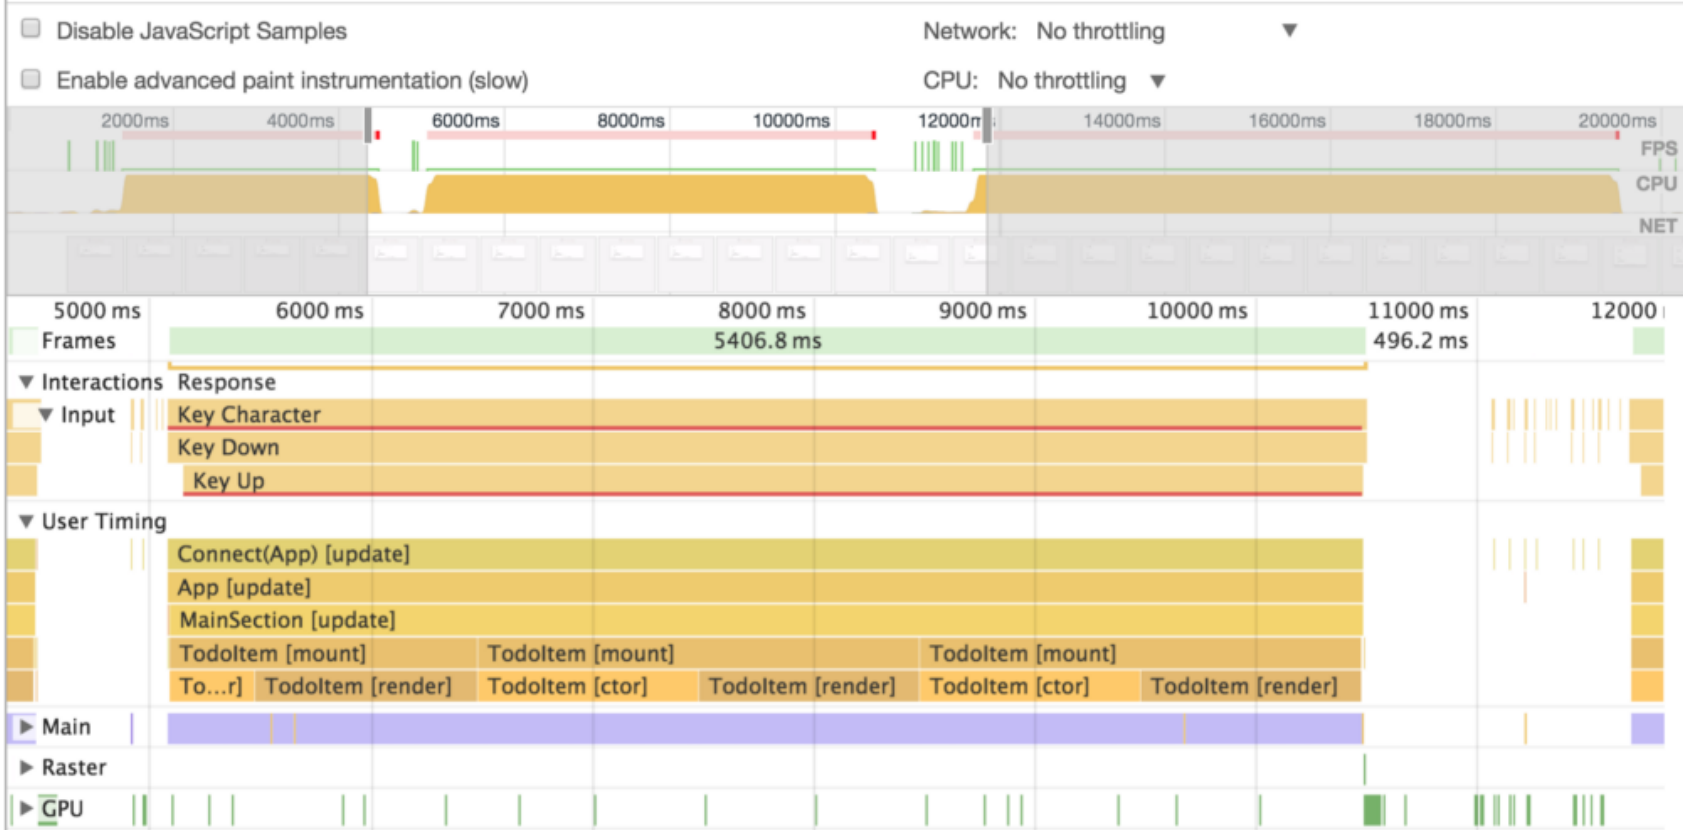 Disable JavaScript Samples Network: No throttling
Enable advanced paint instrumentation (slow) CPU: No throttling
2000ms 4000ms 6000ms 8000ms 10000ms 12000m 14000ms 16000ms 18000ms 20000ms
FPS
CPU
NET
5000 ms 6000 ms 7000 ms 8000 ms 9000 ms 10000 ms 11000 ms 12000
Frames 5406.8 ms 496.2 ms
Interactions Response
Input Key Character
Key Down
Key Up
User Timing
Connect(App) [update]
App [update]
MainSection [update]
TodoItem [mount] TodoItem [mount] TodoItem [mount]
To...r] TodoItem [render] TodoItem [ctor] TodoItem [render] TodoItem [ctor] TodoItem [render]
Main
Raster
GPU